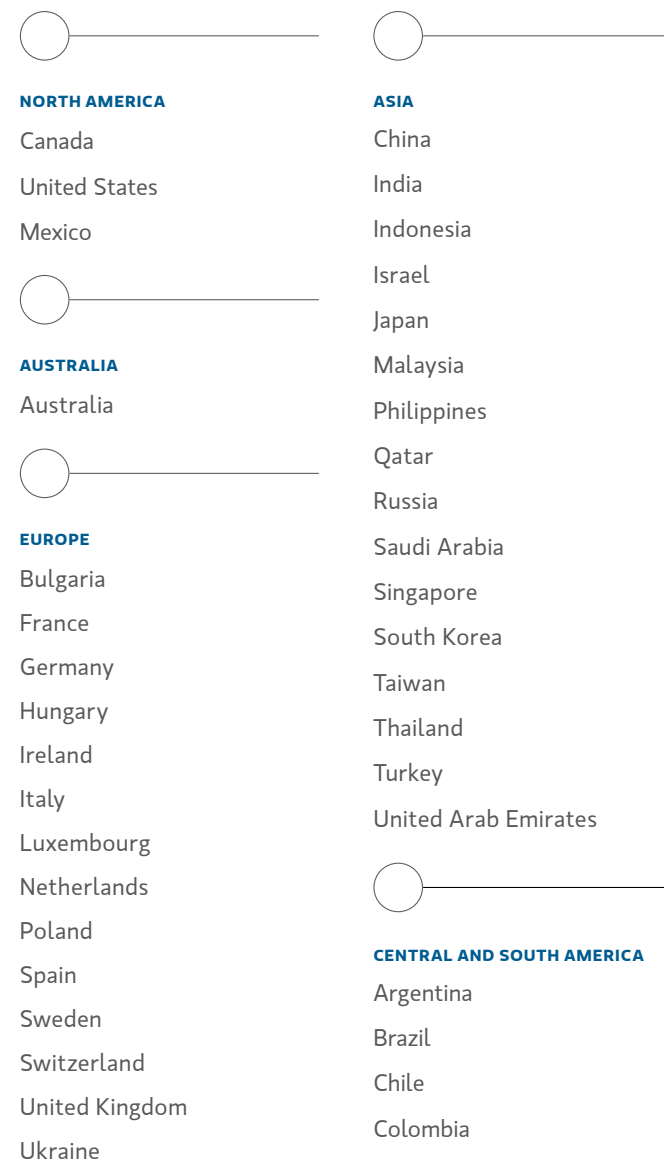 NORTH AMERICA
Canada
United States
Mexico
AUSTRALIA
Australia
EUROPE
Bulgaria
France
Germany
Hungary
Ireland
Italy
Luxembourg
Netherlands
Poland
Spain
Sweden
Switzerland
United Kingdom
Ukraine
ASIA
China
India
Indonesia
Israel
Japan
Malaysia
Philippines
Qatar
Russia
Saudi Arabia
Singapore
South Korea
Taiwan
Thailand
Turkey
United Arab Emirates
CENTRAL AND SOUTH AMERICA
Argentina
Brazil
Chile
Colombia